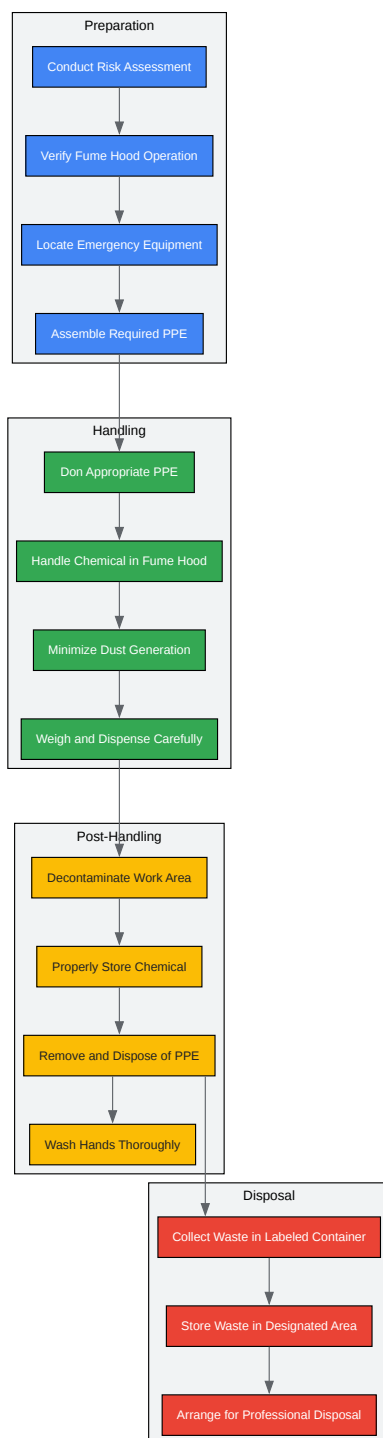 Preparation
Conduct Risk Assessment
Verify Fume Hood Operation
Locate Emergency Equipment
Assemble Required PPE
Handling
Don Appropriate PPE
Handle Chemical in Fume Hood
Minimize Dust Generation
Weigh and Dispense Carefully
Post-Handling
Decontaminate Work Area
Properly Store Chemical
Remove and Dispose of PPE
Wash Hands Thoroughly
Disposal
Collect Waste in Labeled Container
Store Waste in Designated Area
Arrange for Professional Disposal